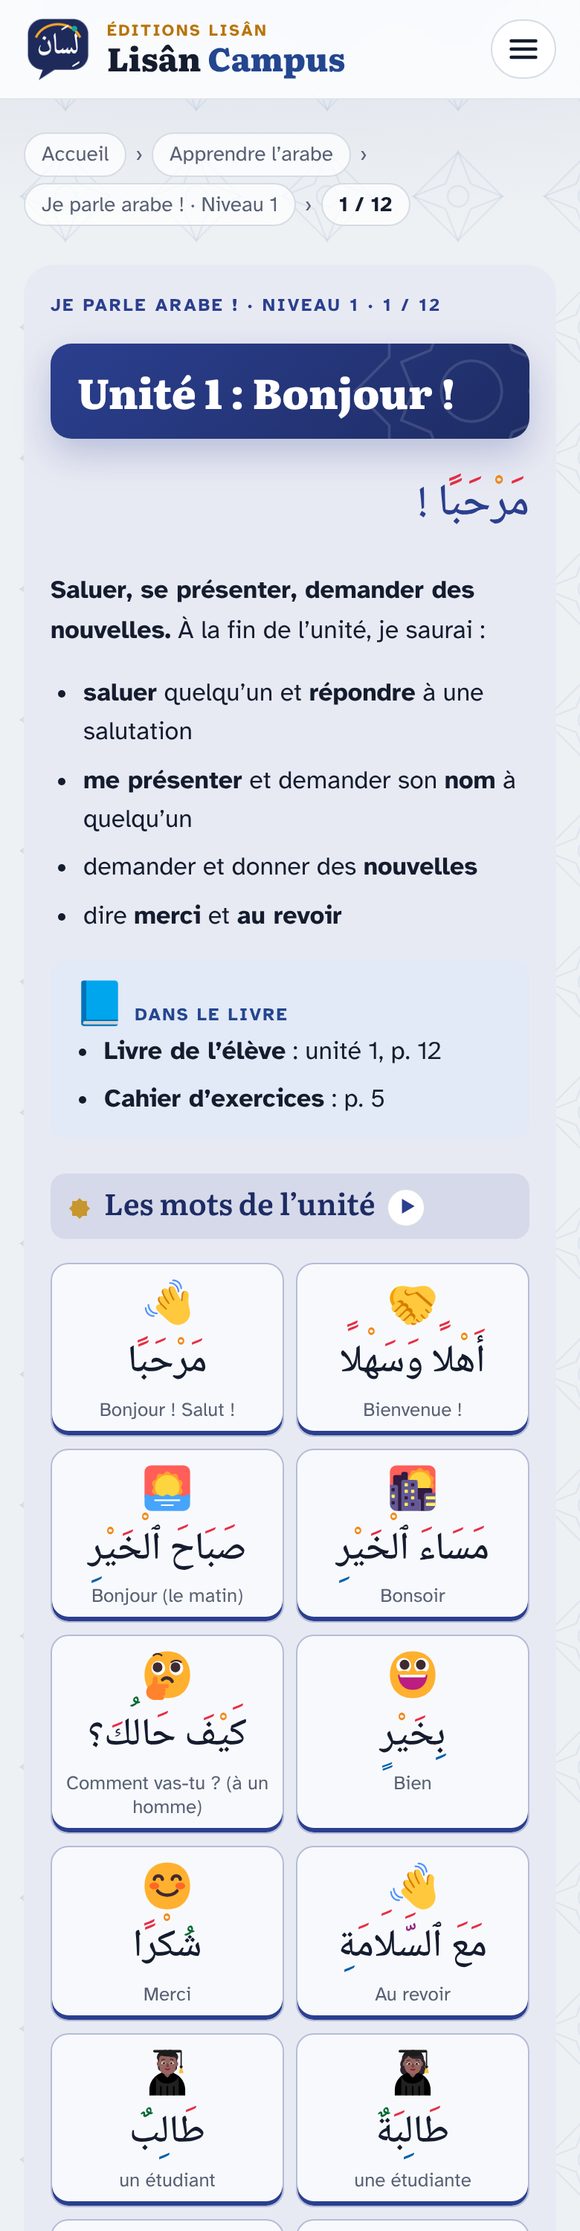 لِسَان
ÉDITIONS LISÂN
Lisân Campus
Accueil › Apprendre l’arabe ›
Je parle arabe ! · Niveau 1 › 1 / 12
JE PARLE ARABE ! · NIVEAU 1 · 1 / 12
Unité 1 : Bonjour !
مَرْحَبًا !
Saluer, se présenter, demander des
nouvelles. À la fin de l’unité, je saurai :
• saluer quelqu’un et répondre à une
salutation
• me présenter et demander son nom à
quelqu’un
• demander et donner des nouvelles
• dire merci et au revoir
DANS LE LIVRE
• Livre de l’élève : unité 1, p. 12
• Cahier d’exercices : p. 5
Les mots de l’unité
مَرْحَبًا
Bonjour ! Salut !
أَهْلًا وَسَهْلًا
Bienvenue !
صَبَاحَ ٱلْخَيْرِ
Bonjour (le matin)
مَسَاءَ ٱلْخَيْرِ
Bonsoir
كَيْفَ حَالُكَ؟
Comment vas-tu ? (à un
homme)
بِخَيْرٍ
Bien
شُكْرًا
Merci
مَعَ ٱلسَّلَامَةِ
Au revoir
طَالِبٌ
un étudiant
طَالِبَةٌ
une étudiante